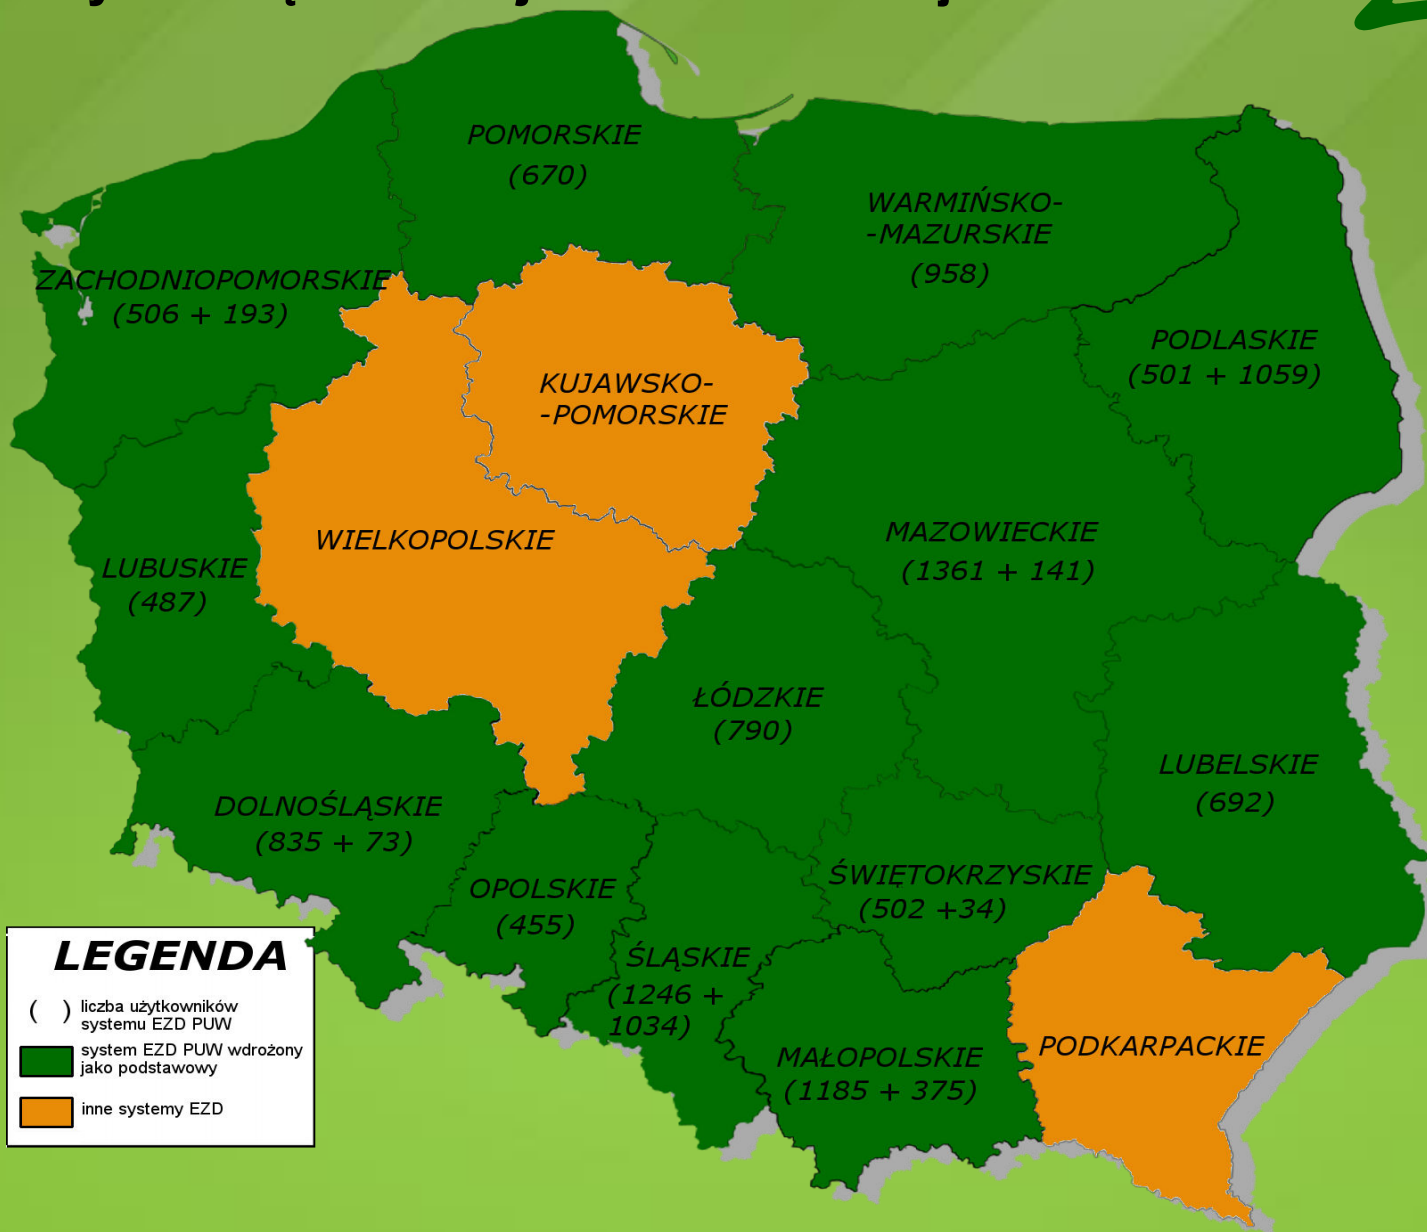 POMORSKIE
(670)
WARMIŃSKO-
-MAZURSKIE
(958)
ZACHODNIOPOMORSKIE
(506 + 193)
PODLASKIE
(501 + 1059)
KUJAWSKO-
-POMORSKIE
WIELKOPOLSKIE
MAZOWIECKIE
(1361 + 141)
LUBUSKIE
(487)
ŁÓDZKIE
(790)
LUBELSKIE
(692)
DOLNOŚLĄSKIE
(835 + 73)
OPOLSKIE
(455)
ŚWIĘTOKRZYSKIE
(502 +34)
ŚLĄSKIE
(1246 +
1034)
MAŁOPOLSKIE
(1185 + 375)
PODKARPACKIE
LEGENDA
( ) liczba użytkowników
systemu EZD PUW
system EZD PUW wdrożony
jako podstawowy
inne systemy EZD